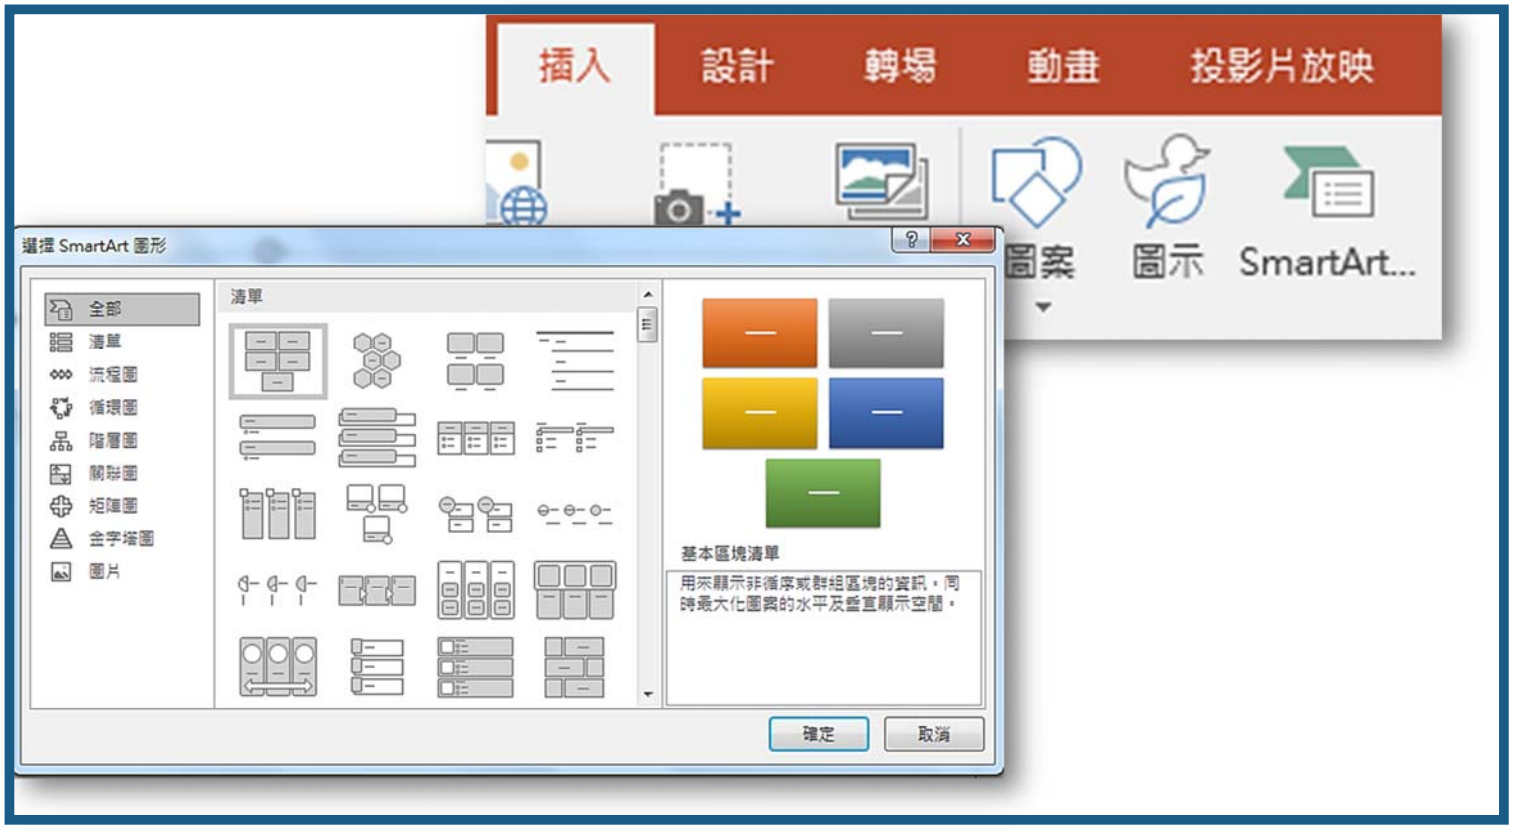 插入 設計 轉場 動畫 投影片放映
圖案 圖示 SmartArt...
選擇 SmartArt 圖形
全部
清單
流程圖
循環圖
階層圖
關聯圖
矩陣圖
金字塔圖
圖片
清單
基本區塊清單
用來顯示非循序或群組區塊的資訊。同
時最大化圖案的水平及垂直顯示空間。
確定 取消